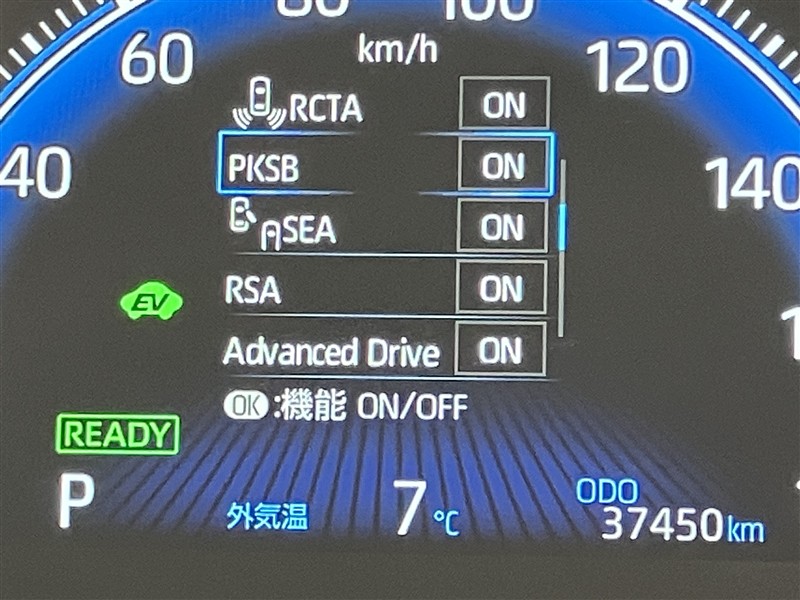 80 100
60 km/h 120
RCTA ON
40 PKSB ON 140
SEA ON
EV RSA ON
Advanced Drive ON
OK:機能 ON/OFF
READY
P 外気温 7℃ ODO
37450km